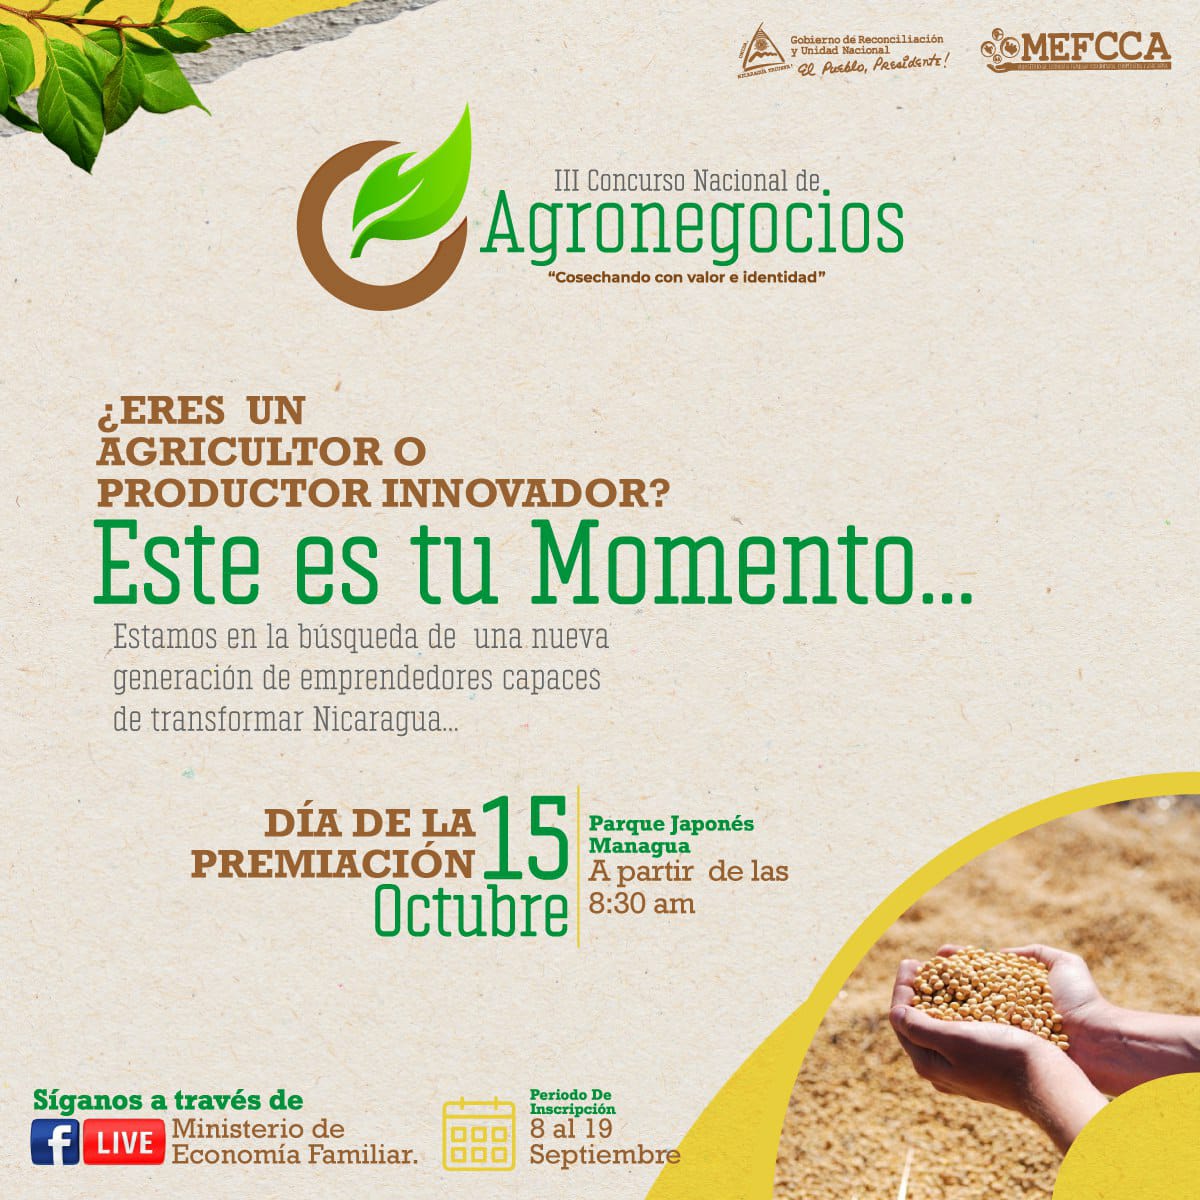 Gobierno de Reconciliación
y Unidad Nacional
El Pueblo, Presidente!
MEFCCA
III Concurso Nacional de
Agronegocios
“Cosechando con valor e identidad”
¿ERES UN
AGRICULTOR O
PRODUCTOR INNOVADOR?
Este es tu Momento...
Estamos en la búsqueda de una nueva
generación de emprendedores capaces
de transformar Nicaragua...
DÍA DE LA
PREMIACIÓN
15
Octubre
Parque Japonés
Managua
A partir de las
8:30 am
Síganos a través de
f LIVE
Ministerio de
Economía Familiar.
Periodo De
Inscripción
8 al 19
Septiembre